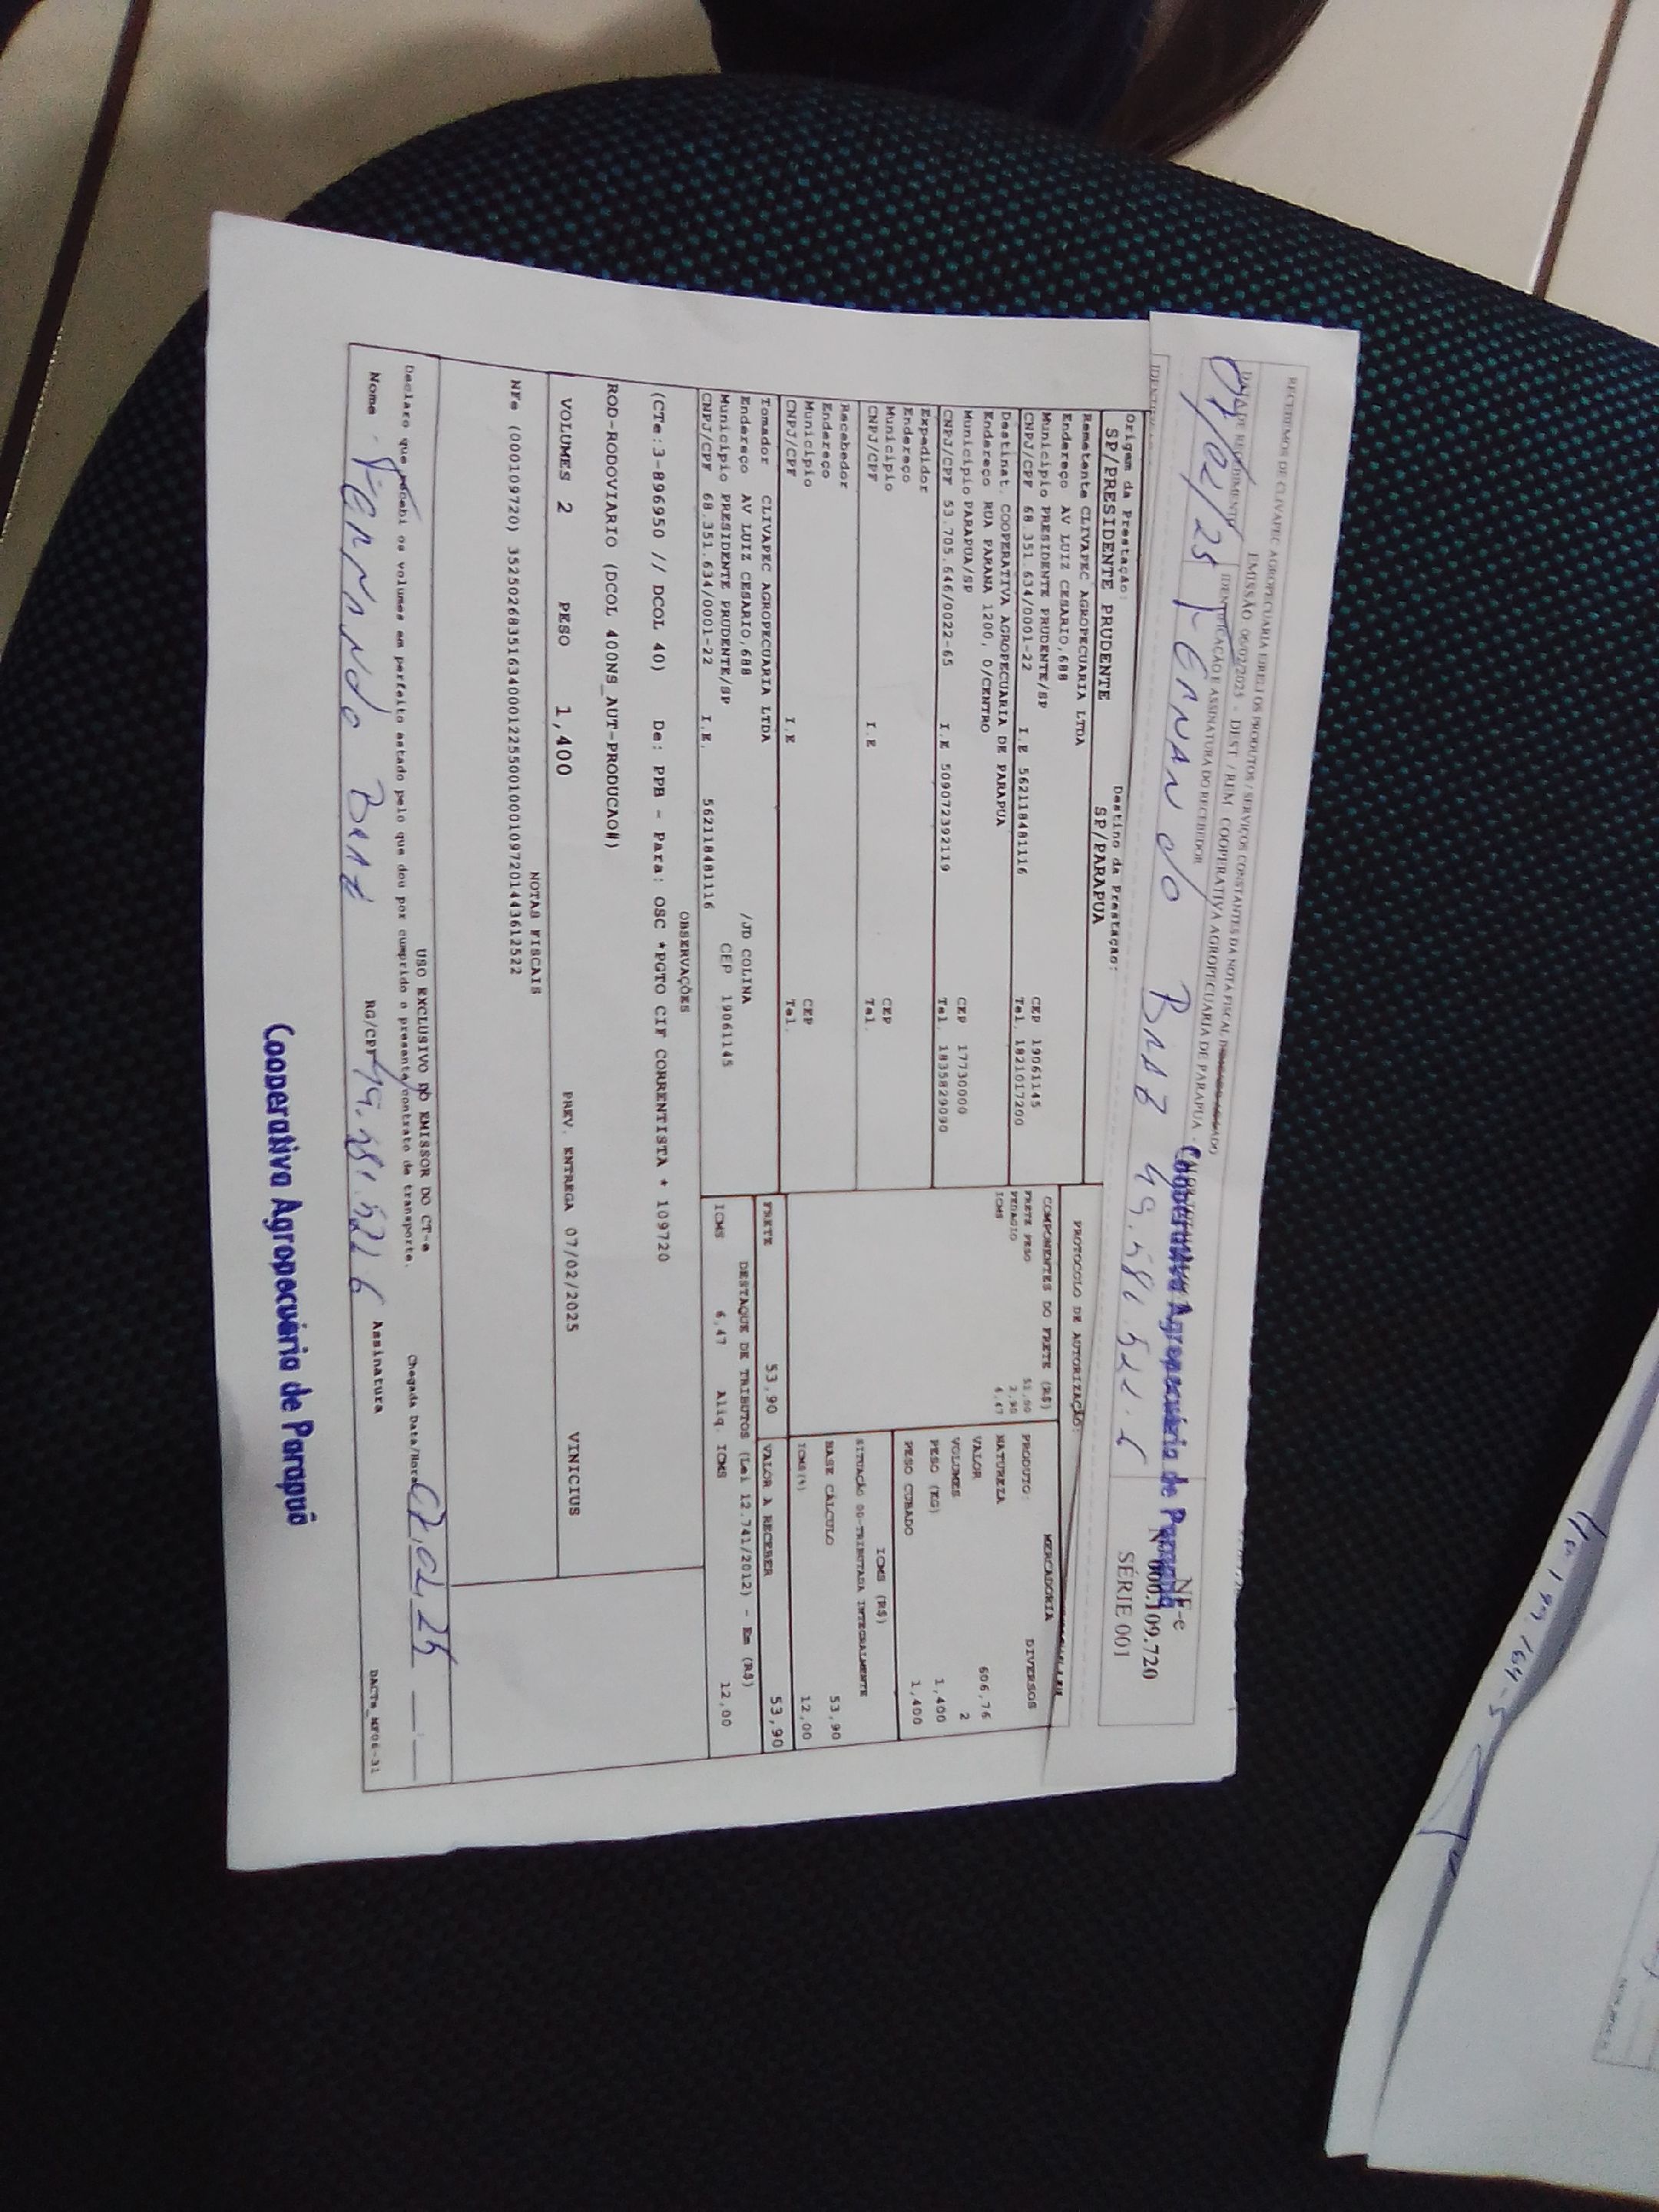 RECEBEMOS DE CLIVAPEC AGROPECUARIA EIRELI OS PRODUTOS / SERVIÇOS CONSTANTES DA NOTA FISCAL
EMISSÃO 06/02/2025 - DEST / REM COOPERATIVA AGROPECUARIA DE PARAPUA -
DATA DE RECEBIMENTO IDENTIFICAÇÃO E ASSINATURA DO RECEBEDOR
07/02/25 FERNANDO BRAZ
Cooperativa Agropecuária de Parapuã
NF-e
Nº 000.109.720
SÉRIE 001
Origem da Prestação: Destino da Prestação:
SP/PRESIDENTE PRUDENTE SP/PARAPUA
PROTOCOLO DE AUTORIZAÇÃO:
Remetente CLIVAPEC AGROPECUARIA LTDA
Endereço AV LUIZ CESARIO,688
Município PRESIDENTE PRUDENTE/SP CEP 19061145
CNPJ/CPF 68.351.634/0001-22 I.E 562118481116 Tel. 1821017200
Destinat. COOPERATIVA AGROPECUARIA DE PARAPUA
Endereço RUA PARANA 1200, 0/CENTRO
Município PARAPUA/SP CEP 17730000
CNPJ/CPF 53.705.646/0022-65 I.E 509072392119 Tel. 1835829090
Expedidor
Endereço
Município CEP
CNPJ/CPF I.E Tel.
Recebedor
Endereço
Município CEP
CNPJ/CPF I.E Tel.
Tomador CLIVAPEC AGROPECUARIA LTDA
Endereço AV LUIZ CESARIO,688 /JD COLINA
Município PRESIDENTE PRUDENTE/SP CEP 19061145
CNPJ/CPF 68.351.634/0001-22 I.E. 562118481116
COMPONENTES DO FRETE (R$)
FRETE PESO
PEDAGIO
ICMS 6,47
MERCADORIA
PRODUTO: DIVERSOS
NATUREZA
VALOR 606,76
VOLUMES 2
PESO (KG) 1,400
PESO CUBADO 1,400
ICMS (R$)
SITUAÇÃO 00-TRIBUTADA INTEGRALMENTE
BASE CÁLCULO 53,90
ICMS(%) 12,00
FRETE 53,90 VALOR A RECEBER 53,90
DESTAQUE DE TRIBUTOS (Lei 12.741/2012) - Em (R$)
ICMS 6,47 Aliq. ICMS 12,00
OBSERVAÇÕES
(CTe:3-896950 // DCOL 40) De: PPB - Para: OSC *PGTO CIF CORRENTISTA * 109720
ROD-RODOVIARIO (DCOL 400NS_AUT-PRODUCAO#)
VOLUMES 2 PESO 1,400 PREV. ENTREGA 07/02/2025 VINICIUS
NOTAS FISCAIS
NFe (000109720) 35250268351634000122550010001097201443612522
USO EXCLUSIVO DO EMISSOR DO CT-e
Declaro que recebi os volumes em perfeito estado pelo que dou por cumprido o presente contrato de transporte. Chegada Data/Hora
Nome Fernando Braz RG/CPF Assinatura
DACTe_MF06-31
Cooperativa Agropecuária de Parapuã